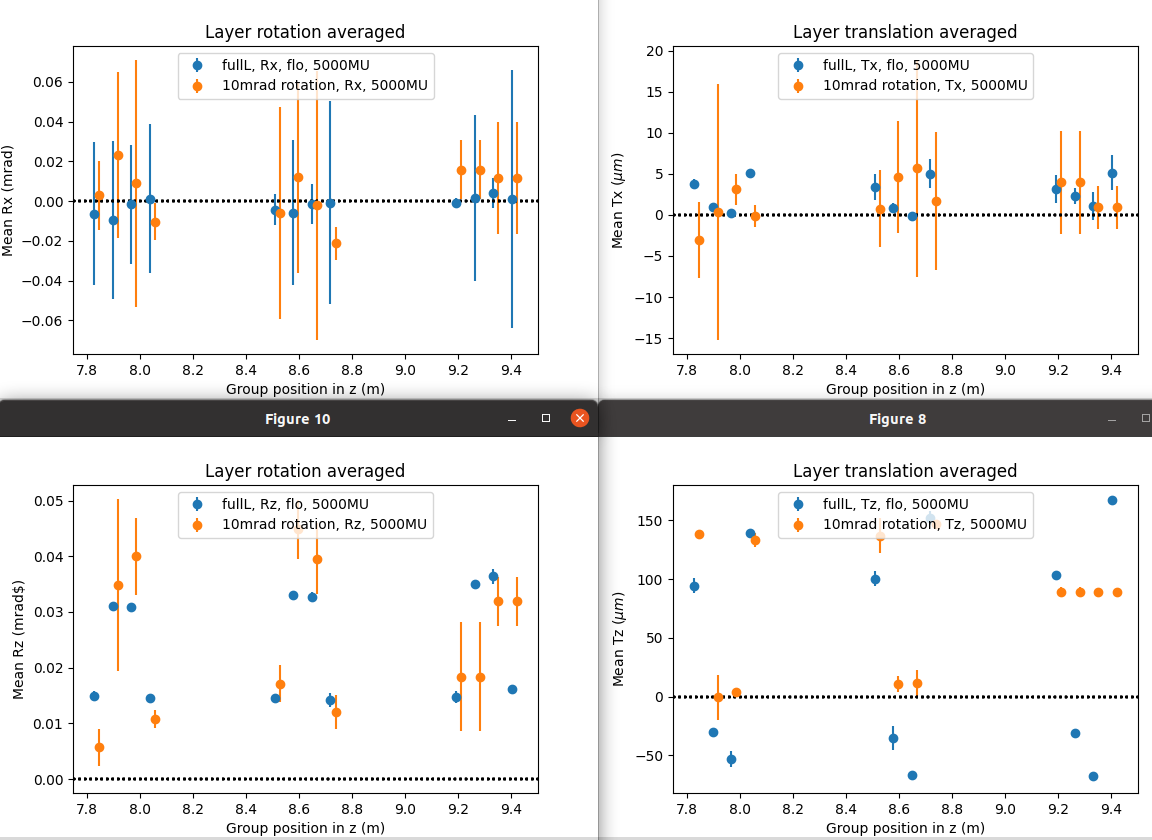 Layer rotation averaged
fullL, Rx, flo, 5000MU
10mrad rotation, Rx, 5000MU
Mean Rx (mrad)
0.06
0.04
0.02
0.00
−0.02
−0.04
−0.06
7.8 8.0 8.2 8.4 8.6 8.8 9.0 9.2 9.4
Group position in z (m)
Layer translation averaged
fullL, Tx, flo, 5000MU
10mrad rotation, Tx, 5000MU
Mean Tx (μm)
20
15
10
5
0
−5
−10
−15
7.8 8.0 8.2 8.4 8.6 8.8 9.0 9.2 9.4
Group position in z (m)
Figure 10
Layer rotation averaged
fullL, Rz, flo, 5000MU
10mrad rotation, Rz, 5000MU
Mean Rz (mrad$)
0.05
0.04
0.03
0.02
0.01
0.00
7.8 8.0 8.2 8.4 8.6 8.8 9.0 9.2 9.4
Group position in z (m)
Figure 8
Layer translation averaged
fullL, Tz, flo, 5000MU
10mrad rotation, Tz, 5000MU
Mean Tz (μm)
150
100
50
0
−50
7.8 8.0 8.2 8.4 8.6 8.8 9.0 9.2 9.4
Group position in z (m)